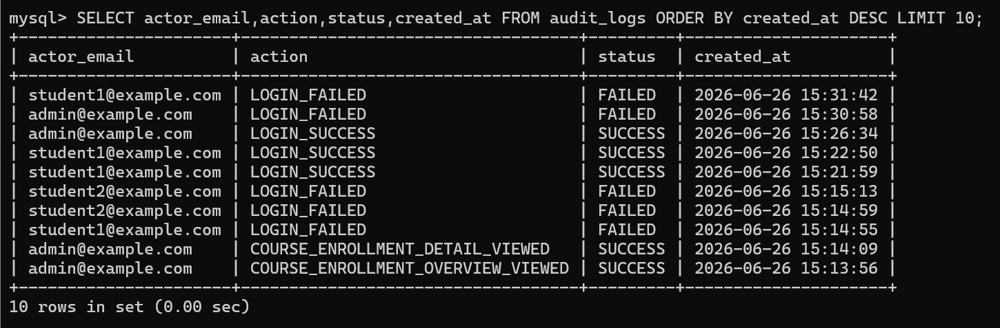 mysql> SELECT actor_email,action,status,created_at FROM audit_logs ORDER BY created_at DESC LIMIT 10;
+----------------------+-----------------------------------+---------+---------------------+
| actor_email          | action                            | status  | created_at          |
+----------------------+-----------------------------------+---------+---------------------+
| student1@example.com | LOGIN_FAILED                      | FAILED  | 2026-06-26 15:31:42 |
| admin@example.com    | LOGIN_FAILED                      | FAILED  | 2026-06-26 15:30:58 |
| admin@example.com    | LOGIN_SUCCESS                     | SUCCESS | 2026-06-26 15:26:34 |
| student1@example.com | LOGIN_SUCCESS                     | SUCCESS | 2026-06-26 15:22:50 |
| student1@example.com | LOGIN_SUCCESS                     | SUCCESS | 2026-06-26 15:21:59 |
| student2@example.com | LOGIN_FAILED                      | FAILED  | 2026-06-26 15:15:13 |
| student2@example.com | LOGIN_FAILED                      | FAILED  | 2026-06-26 15:14:59 |
| student1@example.com | LOGIN_FAILED                      | FAILED  | 2026-06-26 15:14:55 |
| admin@example.com    | COURSE_ENROLLMENT_DETAIL_VIEWED   | SUCCESS | 2026-06-26 15:14:09 |
| admin@example.com    | COURSE_ENROLLMENT_OVERVIEW_VIEWED | SUCCESS | 2026-06-26 15:13:56 |
+----------------------+-----------------------------------+---------+---------------------+
10 rows in set (0.00 sec)